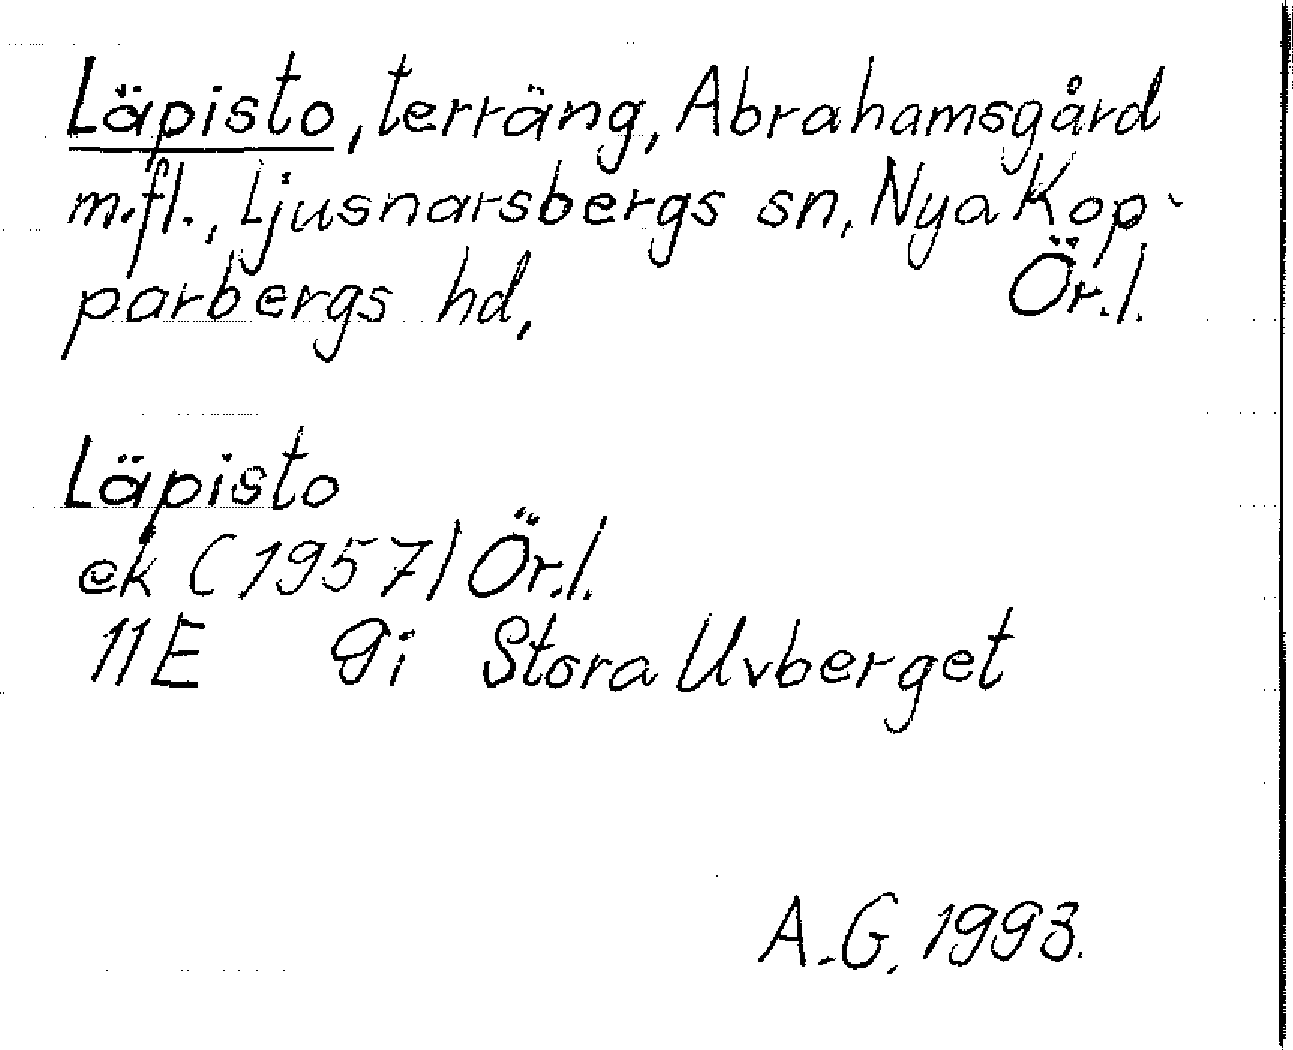 Läpisto, terräng, Abrahamsgård
m.fl., Ljusnarsbergs sn, Nya Kop-
parbergs hd, Ör.l.
Läpisto
ek (1957) Ör.l.
11E 9i Stora Uvberget
A.G. 1993.